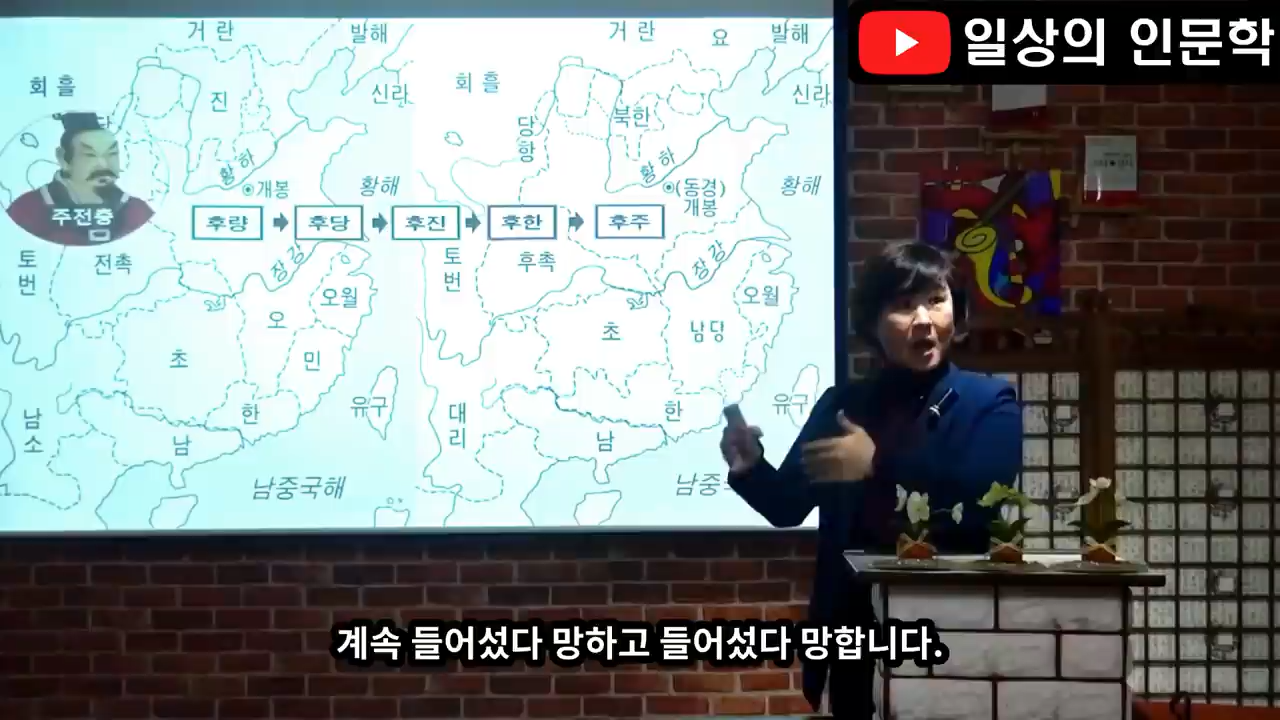 일상의 인문학
거란
발해
회흘
진
신라
당
황하
개봉
황해
주전충
토번
전촉
장강
오월
오
초
민
남소
한
남
유구
남중국해
거란
요
발해
회흘
북한
신라
당항
황하
(동경)
개봉
황해
후량 후당 후진 후한 후주
토번
후촉
장강
오월
초
남당
대리
한
남
유구
남중
계속 들어섰다 망하고 들어섰다 망합니다.